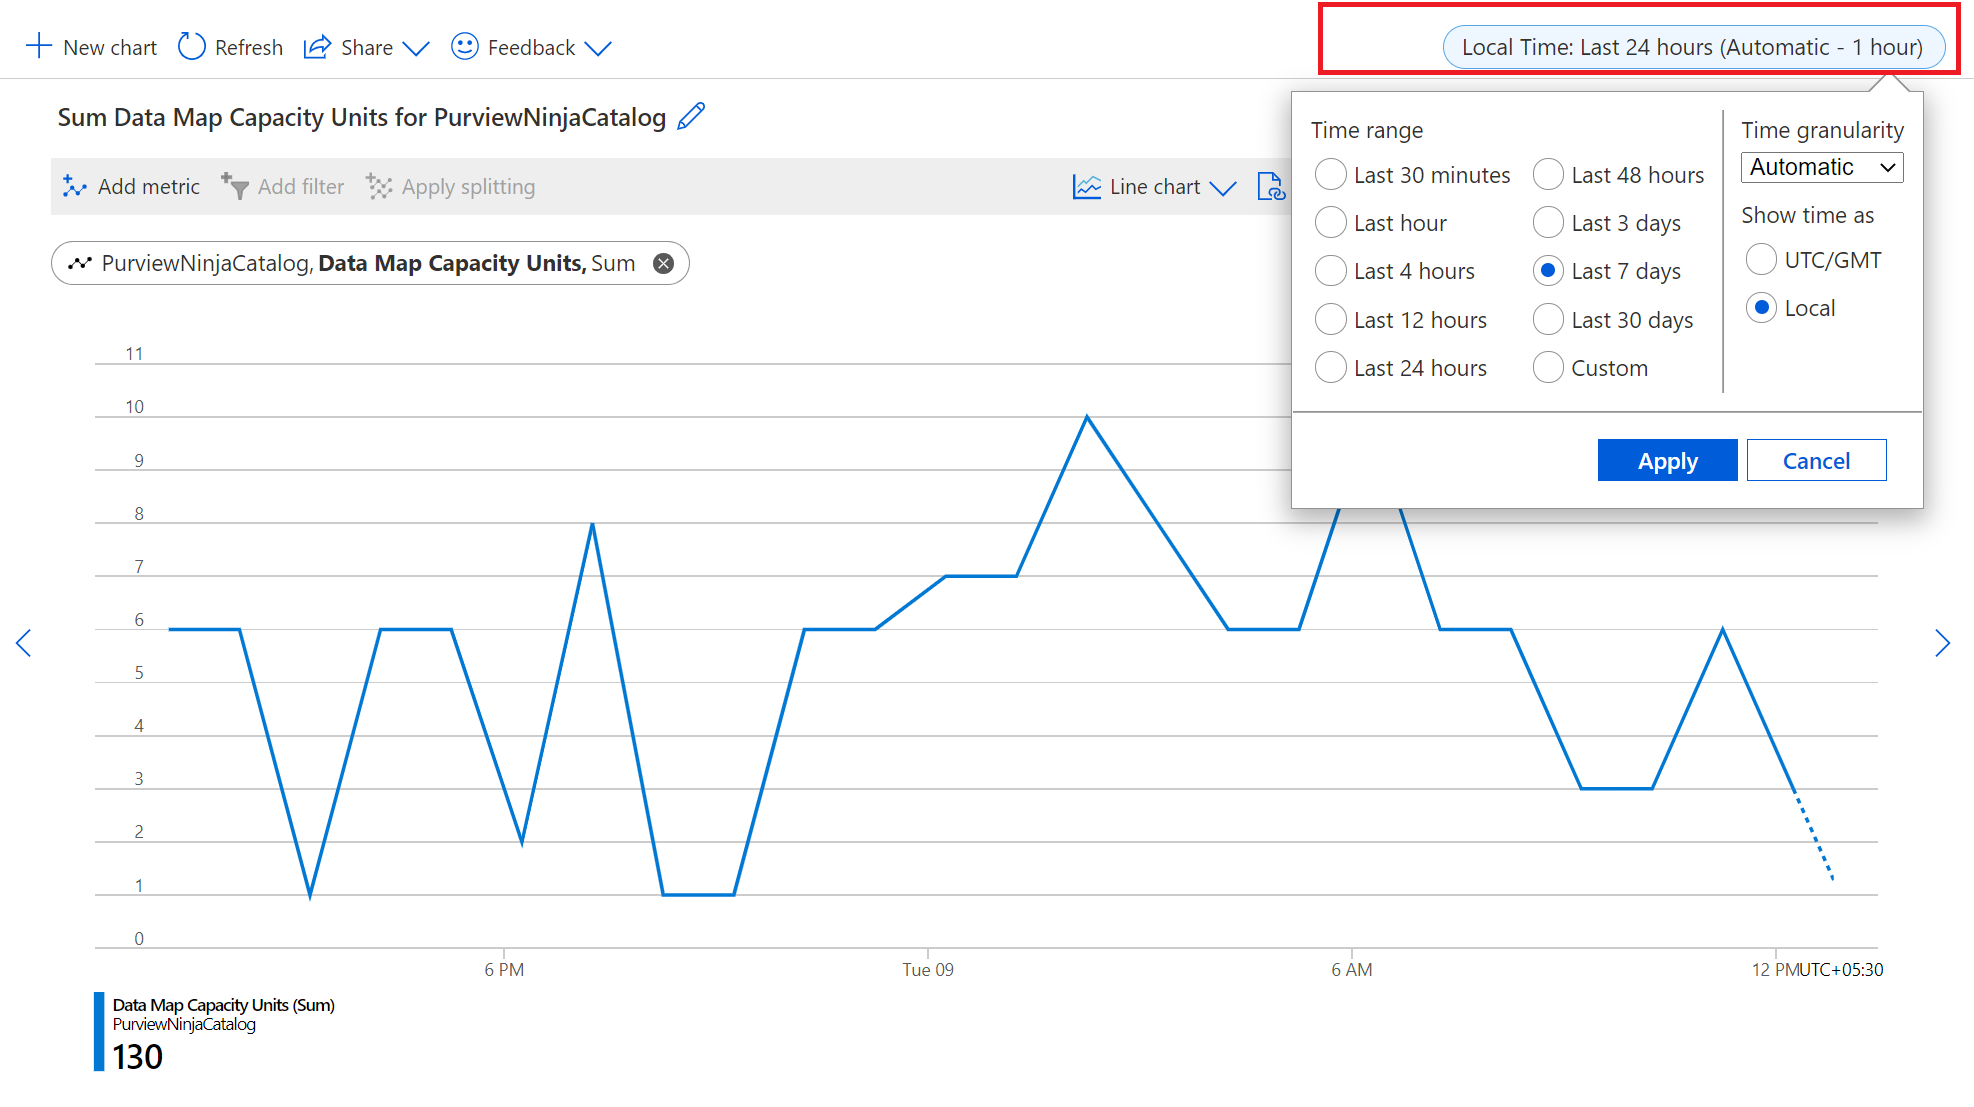 New chart Refresh Share Feedback Local Time: Last 24 hours (Automatic - 1 hour)
Sum Data Map Capacity Units for PurviewNinjaCatalog
Add metric Add filter Apply splitting Line chart
PurviewNinjaCatalog, Data Map Capacity Units, Sum
Time range
Last 30 minutes Last 48 hours
Last hour Last 3 days
Last 4 hours Last 7 days
Last 12 hours Last 30 days
Last 24 hours Custom
Time granularity
Automatic
Show time as
UTC/GMT
Local
Apply Cancel
11
10
9
8
7
6
5
4
3
2
1
0
6 PM Tue 09 6 AM 12 PM UTC+05:30
Data Map Capacity Units (Sum)
PurviewNinjaCatalog
130